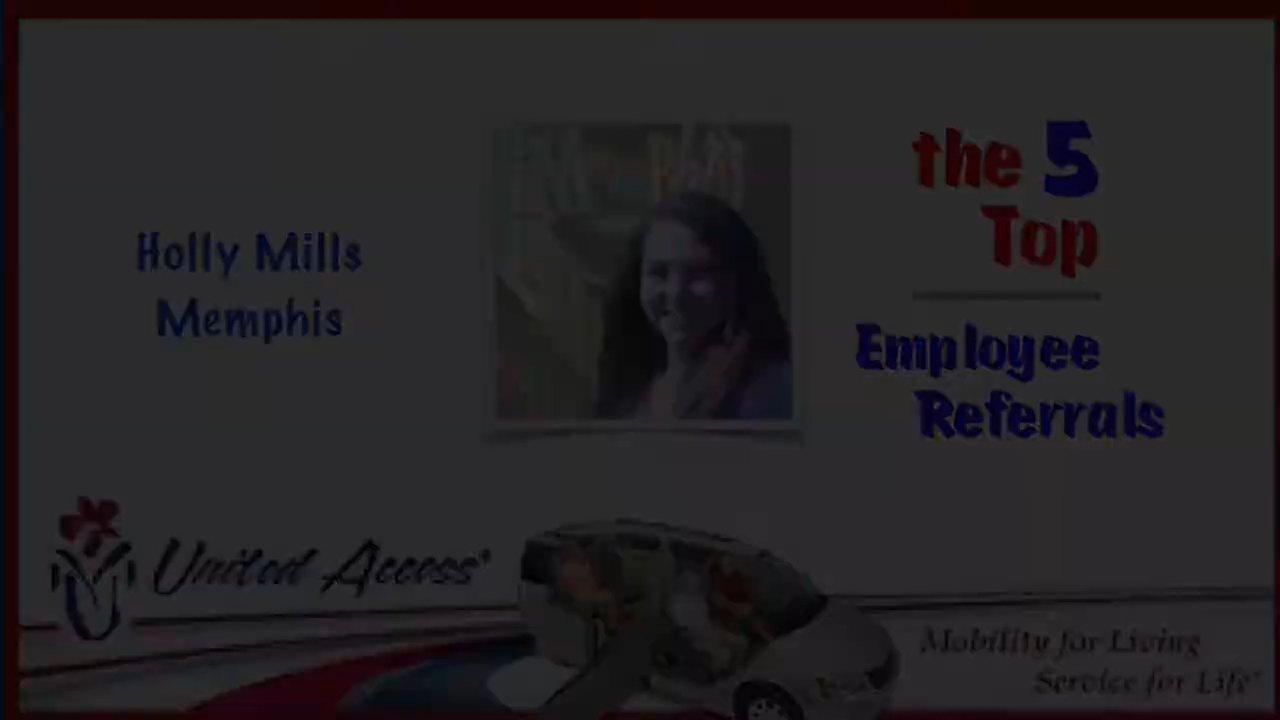 Holly Mills
Memphis
the 5
Top
Employee
Referrals
United Access®
Mobility for Living
Service for Life®